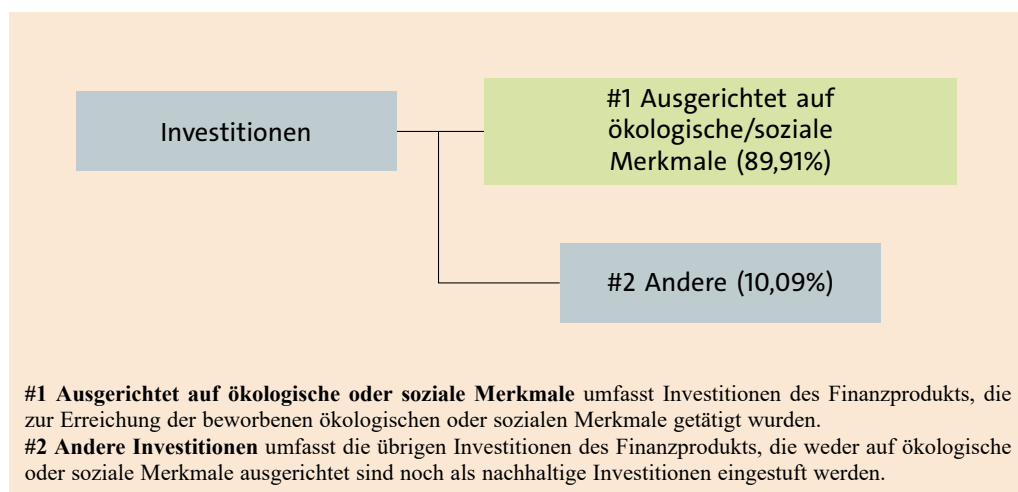 Investitionen
#1 Ausgerichtet auf
ökologische/soziale
Merkmale (89,91%)
#2 Andere (10,09%)
#1 Ausgerichtet auf ökologische oder soziale Merkmale umfasst Investitionen des Finanzprodukts, die
zur Erreichung der beworbenen ökologischen oder sozialen Merkmale getätigt wurden.
#2 Andere Investitionen umfasst die übrigen Investitionen des Finanzprodukts, die weder auf ökologische
oder soziale Merkmale ausgerichtet sind noch als nachhaltige Investitionen eingestuft werden.